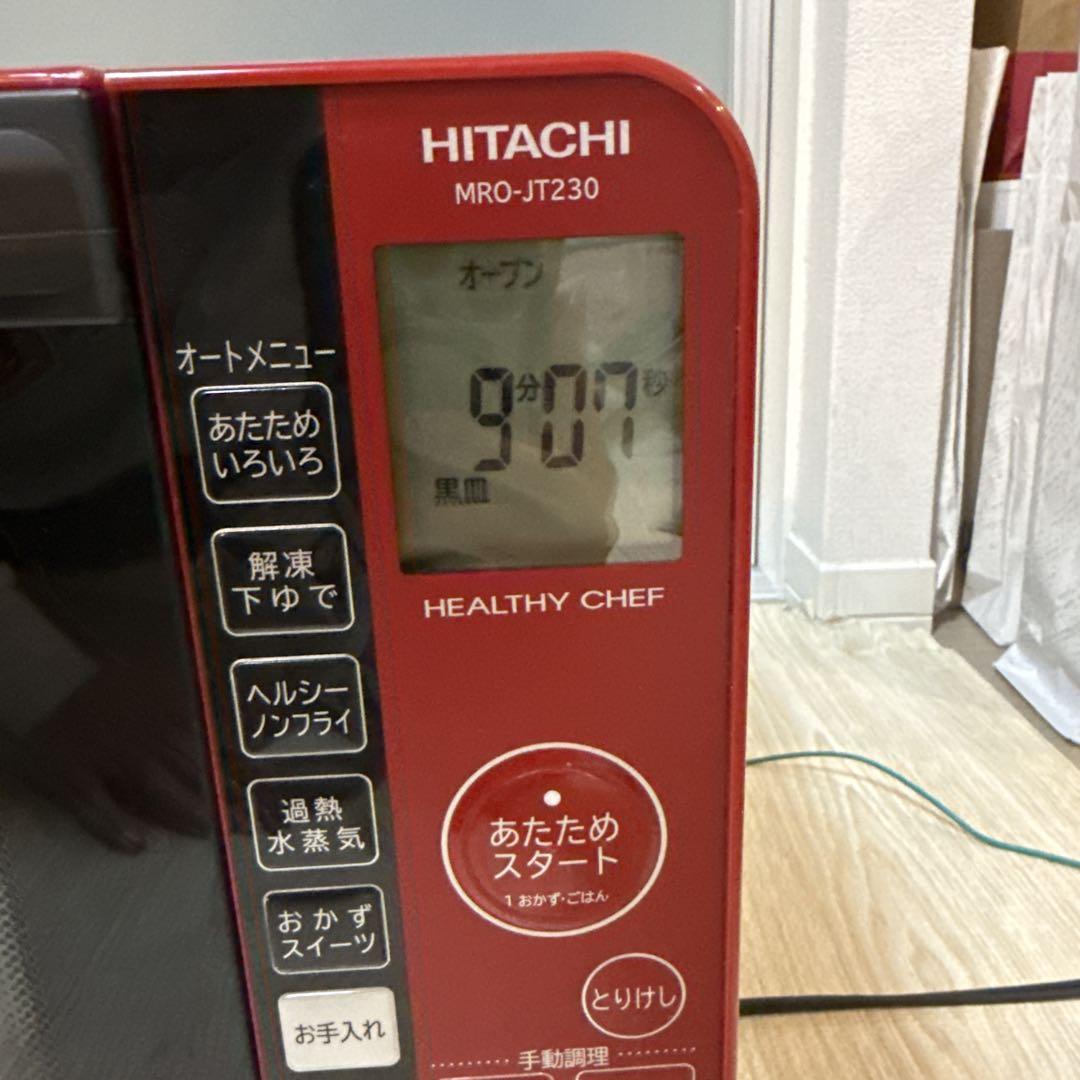 HITACHI
MRO-JT230
オーブン
9分07秒
黒皿
HEALTHY CHEF
オートメニュー
あたため
いろいろ
解凍
下ゆで
ヘルシー
ノンフライ
過熱
水蒸気
おかず
スイーツ
お手入れ
あたため
スタート
1 おかず・ごはん
とりけし
手動調理